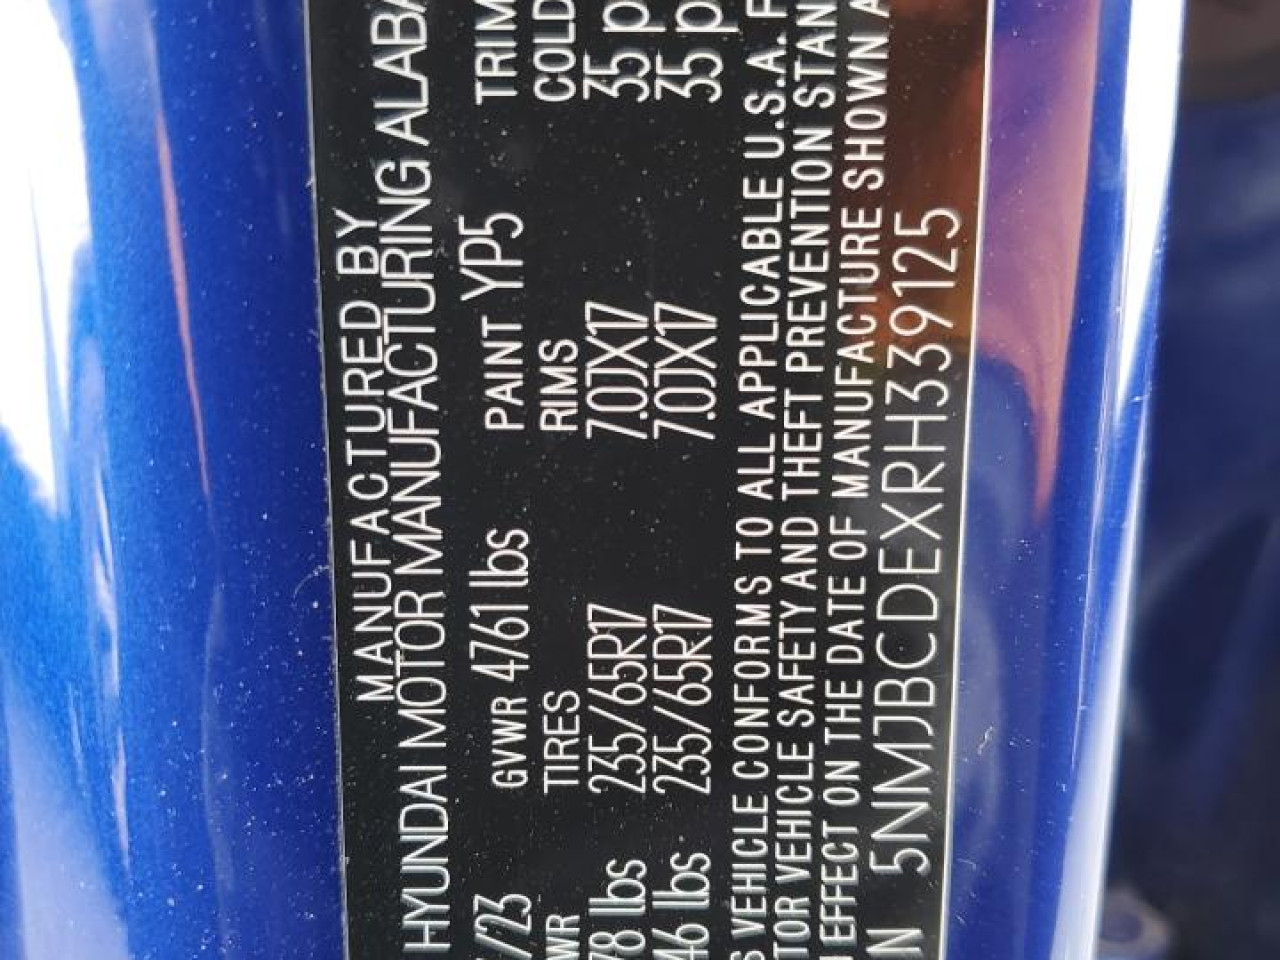 MANUFACTURED BY
HYUNDAI MOTOR MANUFACTURING ALABA
/23 GVWR 4761 lbs PAINT YP5 TRIM
WR TIRES RIMS COLD
78 lbs 235/65R17 7.0JX17 35 p
46 lbs 235/65R17 7.0JX17 35 p
S VEHICLE CONFORMS TO ALL APPLICABLE U.S.A. F
TOR VEHICLE SAFETY AND THEFT PREVENTION STAN
EFFECT ON THE DATE OF MANUFACTURE SHOWN A
N 5NMJBCDEXRH339125